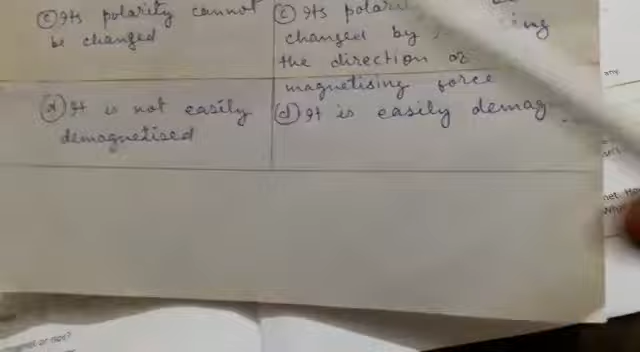 (c) Its polarity cannot
be changed
(c) Its
changed by
ing
the direction of
magnetising force
(d) It is not easily
demagnetised
(d) It is easily demag